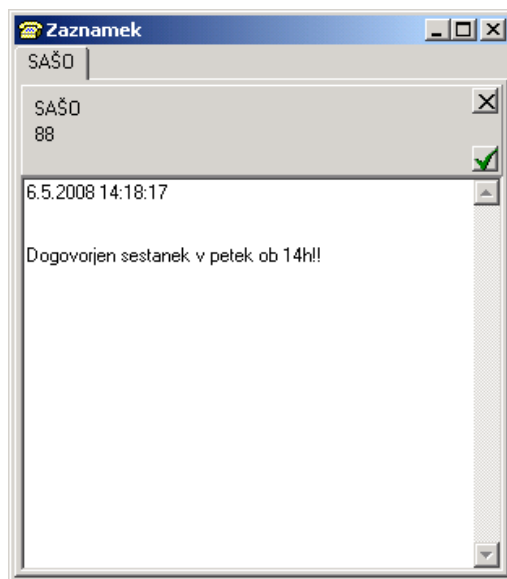 Zaznamek
SAŠO
SAŠO
88
6.5.2008 14:18:17
Dogovorjen sestanek v petek ob 14h!!